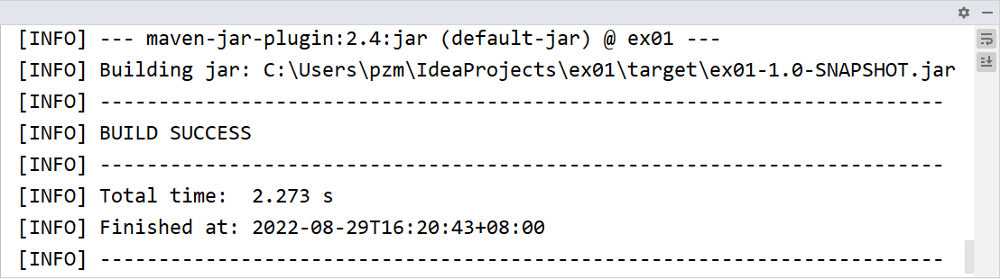 [INFO] --- maven-jar-plugin:2.4:jar (default-jar) @ ex01 ---
[INFO] Building jar: C:\Users\pzm\IdeaProjects\ex01\target\ex01-1.0-SNAPSHOT.jar
[INFO] ------------------------------------------------------------------------
[INFO] BUILD SUCCESS
[INFO] ------------------------------------------------------------------------
[INFO] Total time:  2.273 s
[INFO] Finished at: 2022-08-29T16:20:43+08:00
[INFO] ------------------------------------------------------------------------